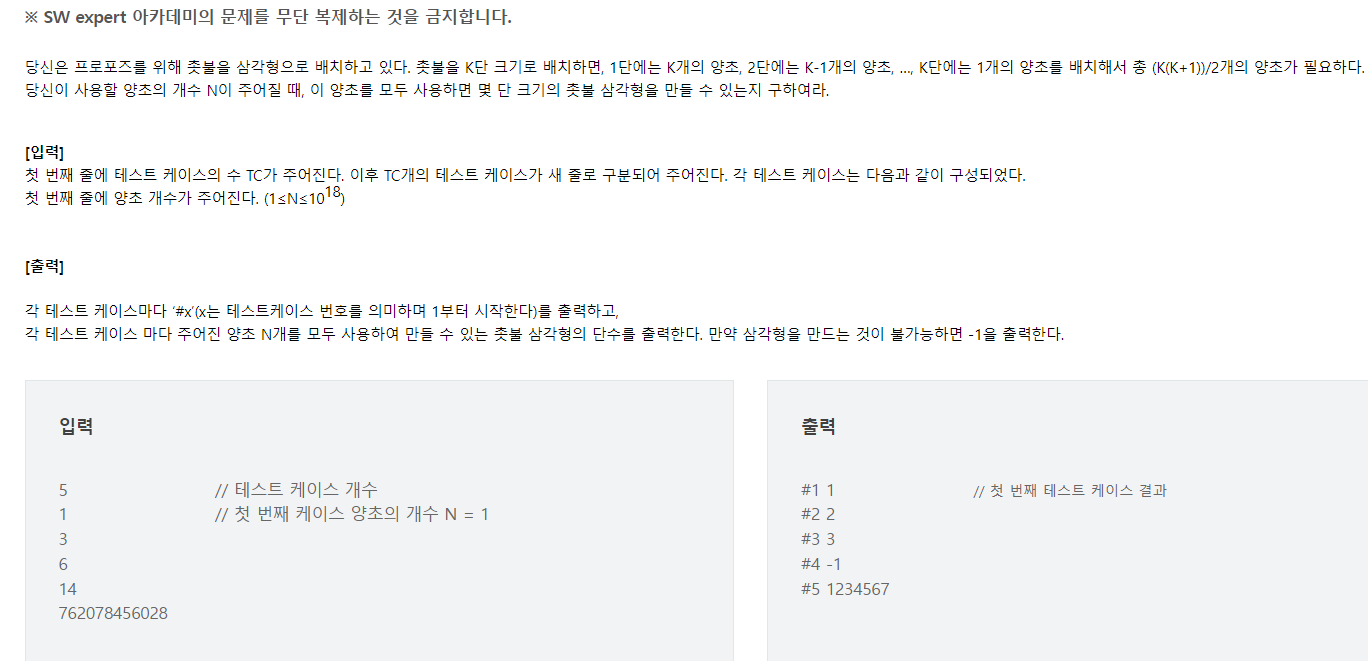 ※ SW expert 아카데미의 문제를 무단 복제하는 것을 금지합니다.
당신은 프로포즈를 위해 촛불을 삼각형으로 배치하고 있다. 촛불을 K단 크기로 배치하면, 1단에는 K개의 양초, 2단에는 K-1개의 양초, ..., K단에는 1개의 양초를 배치해서 총 (K(K+1))/2개의 양초가 필요하다.
당신이 사용할 양초의 개수 N이 주어질 때, 이 양초를 모두 사용하면 몇 단 크기의 촛불 삼각형을 만들 수 있는지 구하여라.
[입력]
첫 번째 줄에 테스트 케이스의 수 TC가 주어진다. 이후 TC개의 테스트 케이스가 새 줄로 구분되어 주어진다. 각 테스트 케이스는 다음과 같이 구성되었다.
첫 번째 줄에 양초 개수가 주어진다. (1≤N≤10^18)
[출력]
각 테스트 케이스마다 '#x'(x는 테스트케이스 번호를 의미하며 1부터 시작한다)를 출력하고,
각 테스트 케이스 마다 주어진 양초 N개를 모두 사용하여 만들 수 있는 촛불 삼각형의 단수를 출력한다. 만약 삼각형을 만드는 것이 불가능하면 -1을 출력한다.
입력
5 // 테스트 케이스 개수
1 // 첫 번째 케이스 양초의 개수 N = 1
3
6
14
762078456028
출력
#1 1 // 첫 번째 테스트 케이스 결과
#2 2
#3 3
#4 -1
#5 1234567